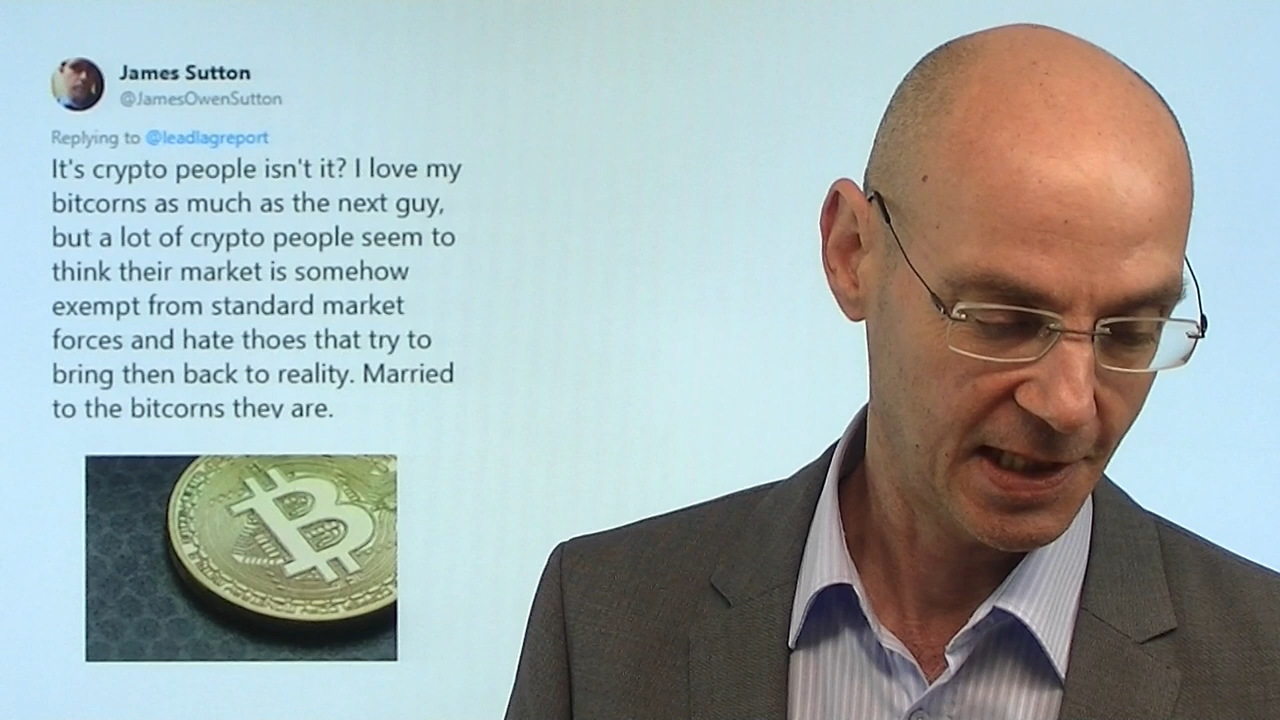 James Sutton
@JamesOwenSutton
Replying to @leadlagreport
It's crypto people isn't it? I love my
bitcorns as much as the next guy,
but a lot of crypto people seem to
think their market is somehow
exempt from standard market
forces and hate thoes that try to
bring then back to reality. Married
to the bitcorns they are.